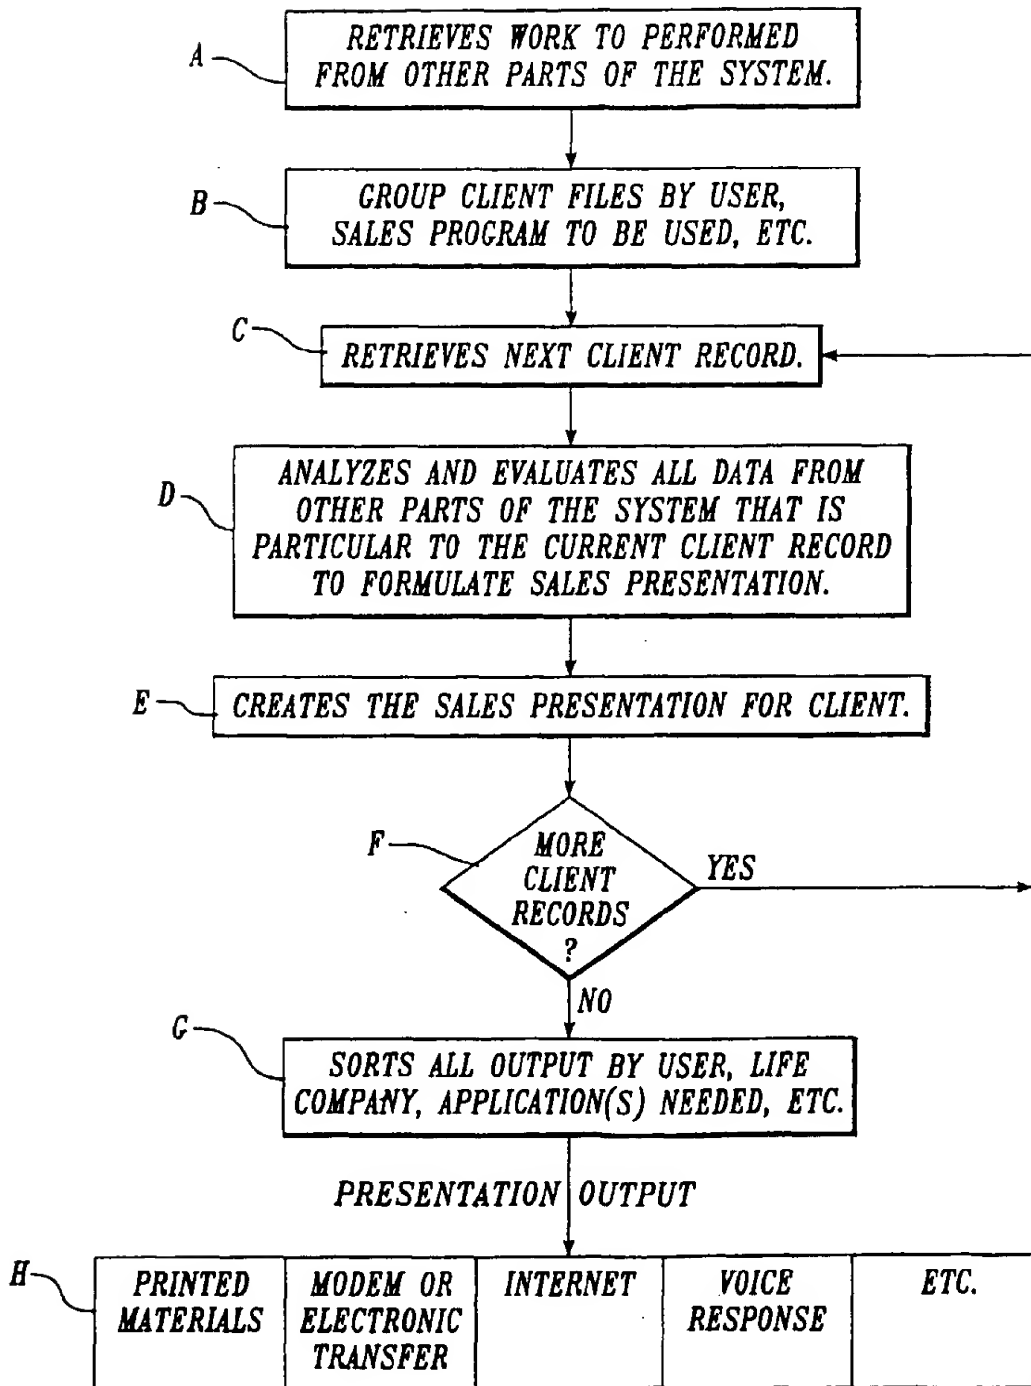 A
RETRIEVES WORK TO PERFORMED
FROM OTHER PARTS OF THE SYSTEM.
B
GROUP CLIENT FILES BY USER,
SALES PROGRAM TO BE USED, ETC.
C
RETRIEVES NEXT CLIENT RECORD.
D
ANALYZES AND EVALUATES ALL DATA FROM
OTHER PARTS OF THE SYSTEM THAT IS
PARTICULAR TO THE CURRENT CLIENT RECORD
TO FORMULATE SALES PRESENTATION.
E
CREATES THE SALES PRESENTATION FOR CLIENT.
F
MORE
CLIENT
RECORDS
?
YES
NO
G
SORTS ALL OUTPUT BY USER, LIFE
COMPANY, APPLICATION(S) NEEDED, ETC.
PRESENTATION OUTPUT
H
PRINTED
MATERIALS
MODEM OR
ELECTRONIC
TRANSFER
INTERNET
VOICE
RESPONSE
ETC.